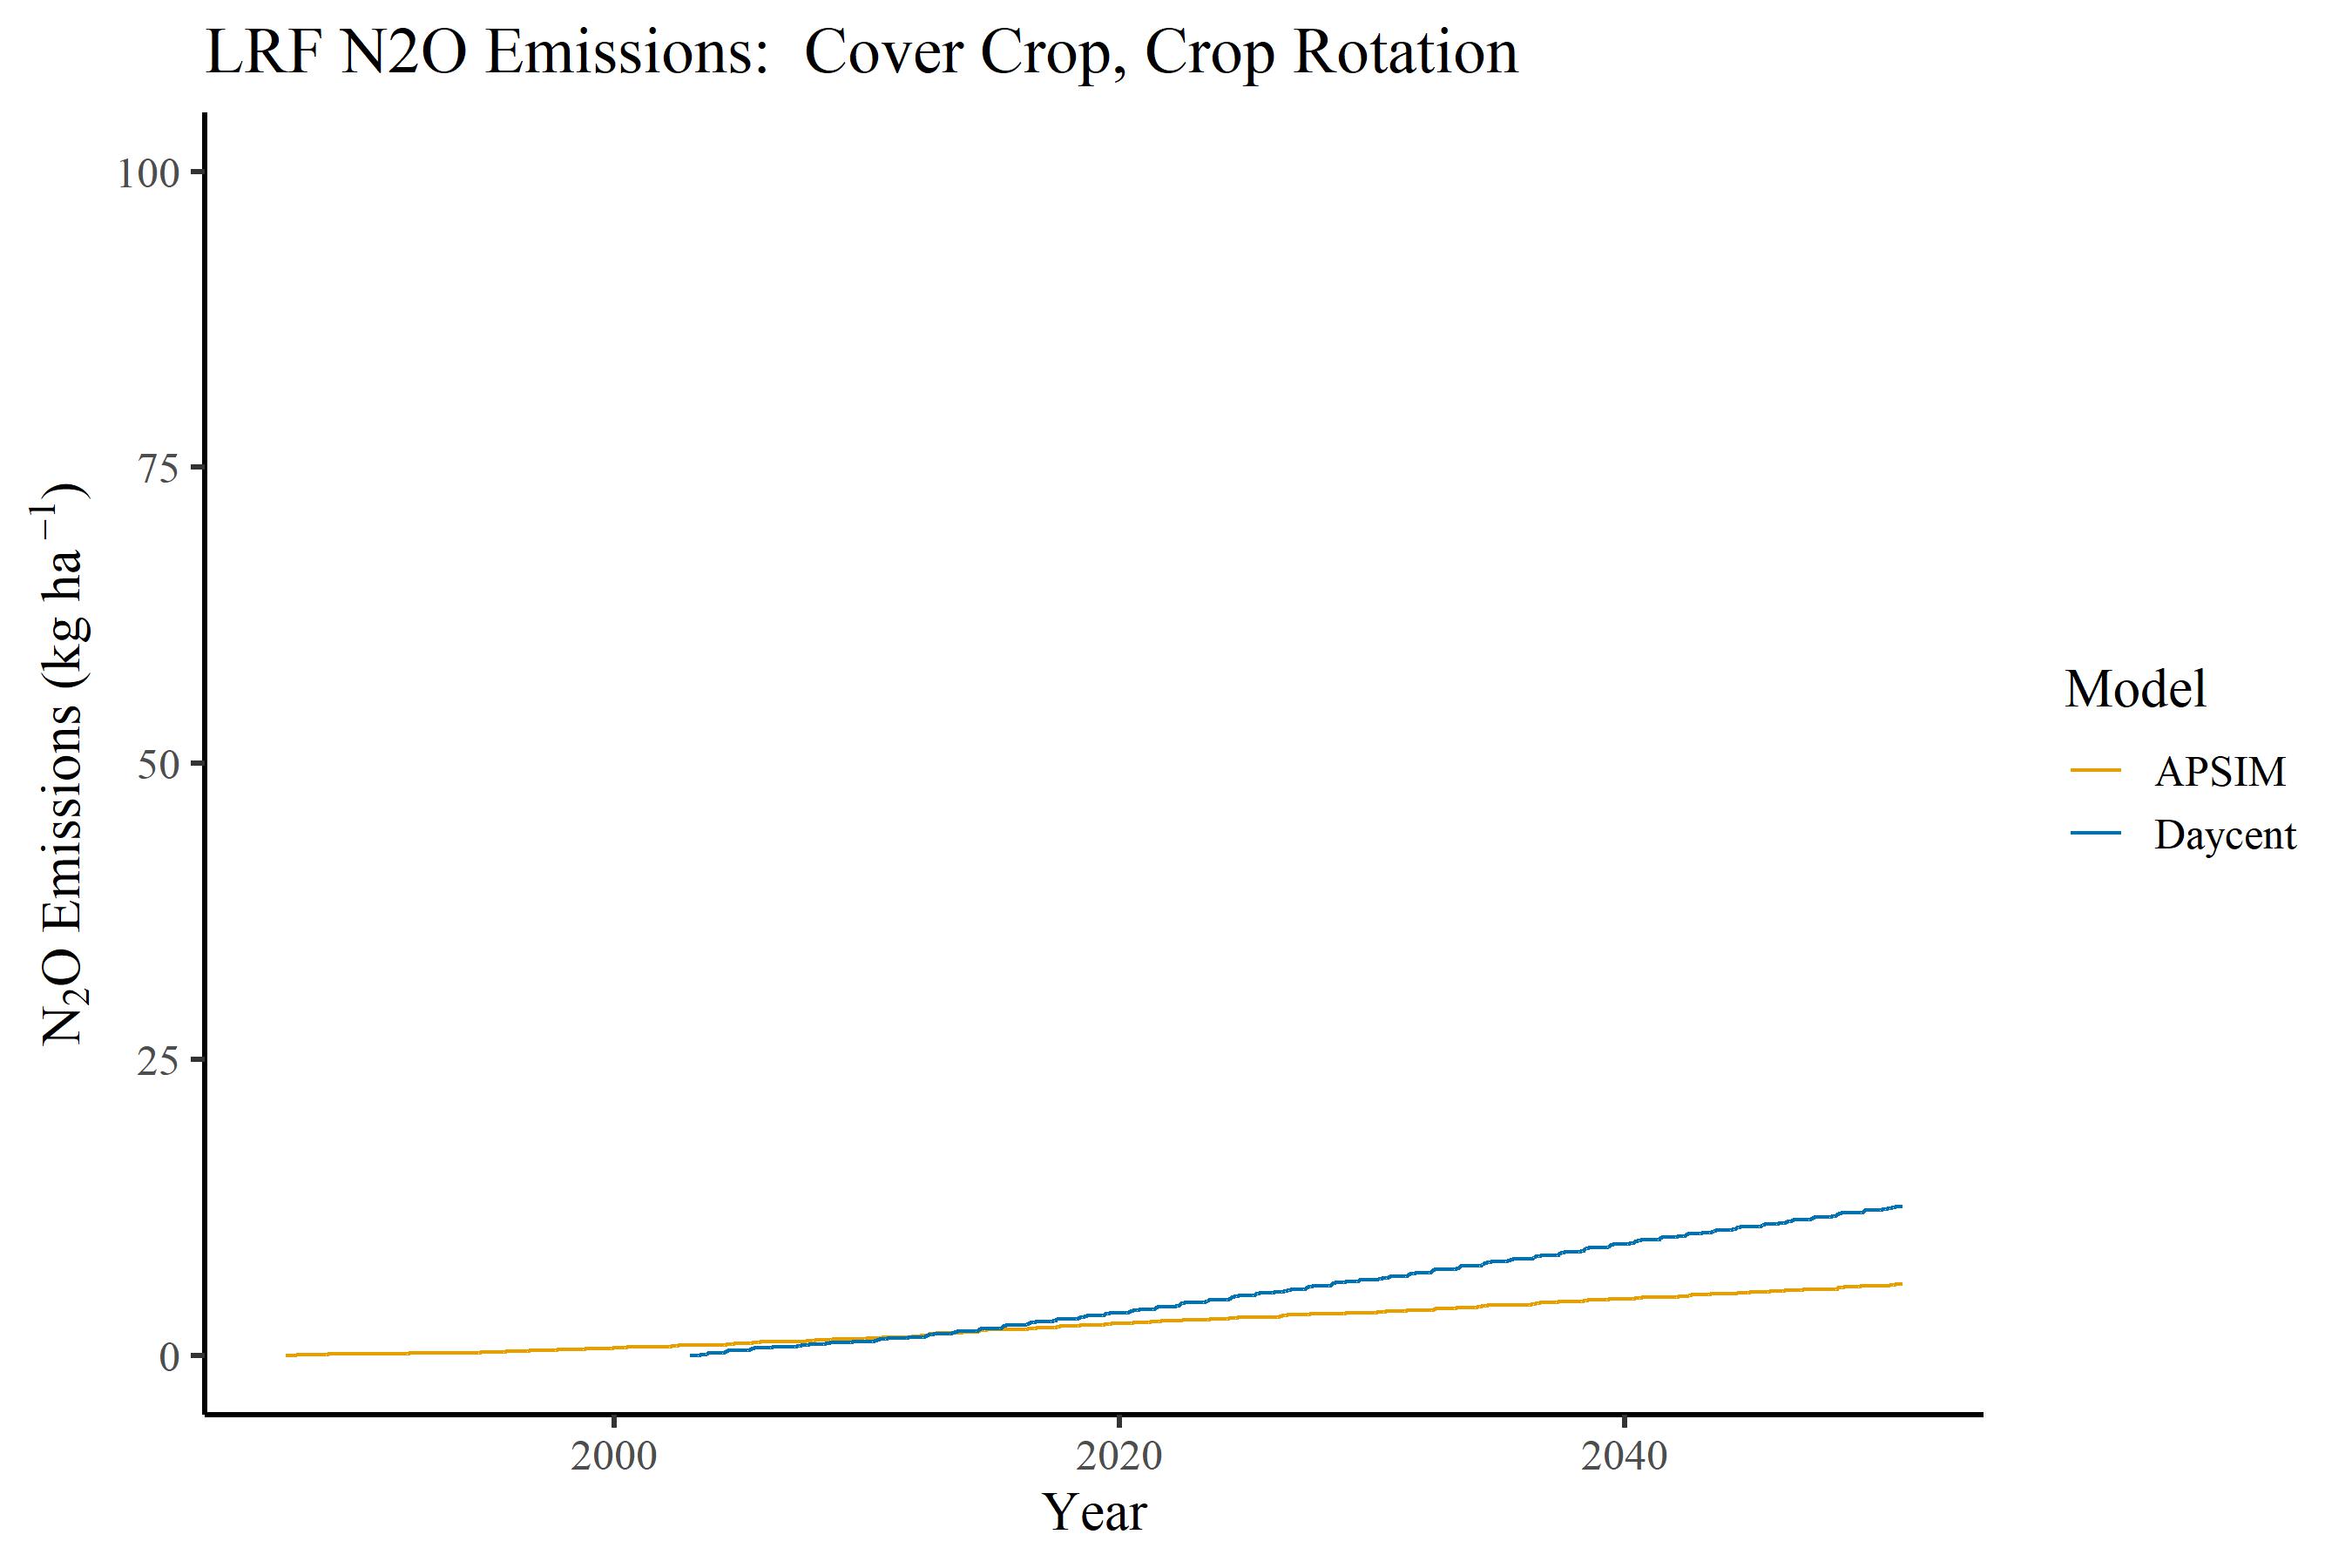 LRF N2O Emissions:  Cover Crop, Crop Rotation
N₂O Emissions (kg ha⁻¹)
100
75
50
25
0
2000 2020 2040
Year
Model
APSIM
Daycent